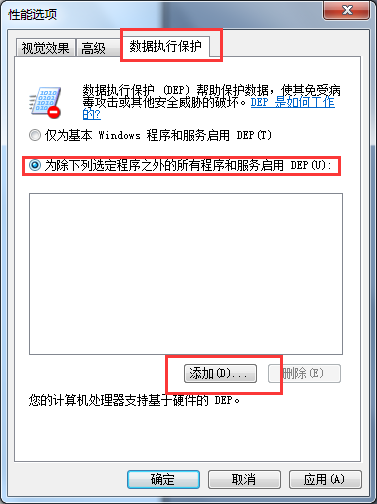 性能选项
视觉效果 高级 数据执行保护
数据执行保护 (DEP) 帮助保护数据，使其免受病
毒攻击或其他安全威胁的破坏。DEP 是如何工作
的?
仅为基本 Windows 程序和服务启用 DEP(T)
为除下列选定程序之外的所有程序和服务启用 DEP(U):
添加(D)... 删除(E)
您的计算机处理器支持基于硬件的 DEP。
确定 取消 应用(A)